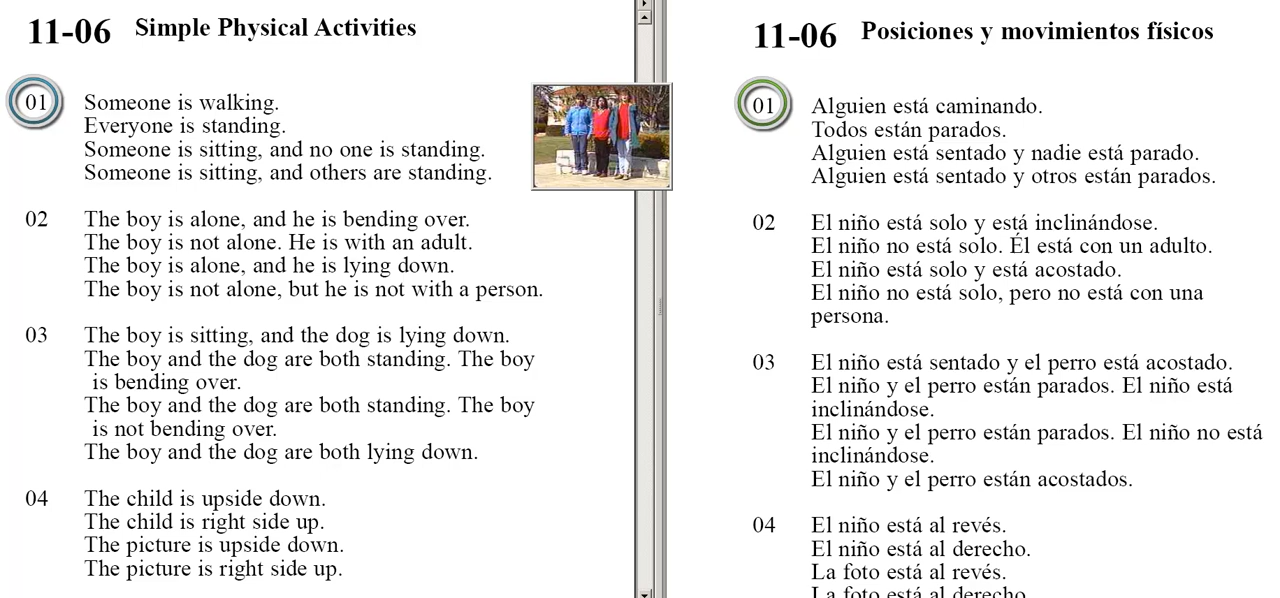 11-06 Simple Physical Activities
01 Someone is walking.
Everyone is standing.
Someone is sitting, and no one is standing.
Someone is sitting, and others are standing.
02 The boy is alone, and he is bending over.
The boy is not alone. He is with an adult.
The boy is alone, and he is lying down.
The boy is not alone, but he is not with a person.
03 The boy is sitting, and the dog is lying down.
The boy and the dog are both standing. The boy
is bending over.
The boy and the dog are both standing. The boy
is not bending over.
The boy and the dog are both lying down.
04 The child is upside down.
The child is right side up.
The picture is upside down.
The picture is right side up.
11-06 Posiciones y movimientos físicos
01 Alguien está caminando.
Todos están parados.
Alguien está sentado y nadie está parado.
Alguien está sentado y otros están parados.
02 El niño está solo y está inclinándose.
El niño no está solo. Él está con un adulto.
El niño está solo y está acostado.
El niño no está solo, pero no está con una
persona.
03 El niño está sentado y el perro está acostado.
El niño y el perro están parados. El niño está
inclinándose.
El niño y el perro están parados. El niño no está
inclinándose.
El niño y el perro están acostados.
04 El niño está al revés.
El niño está al derecho.
La foto está al revés.
La foto está al derecho